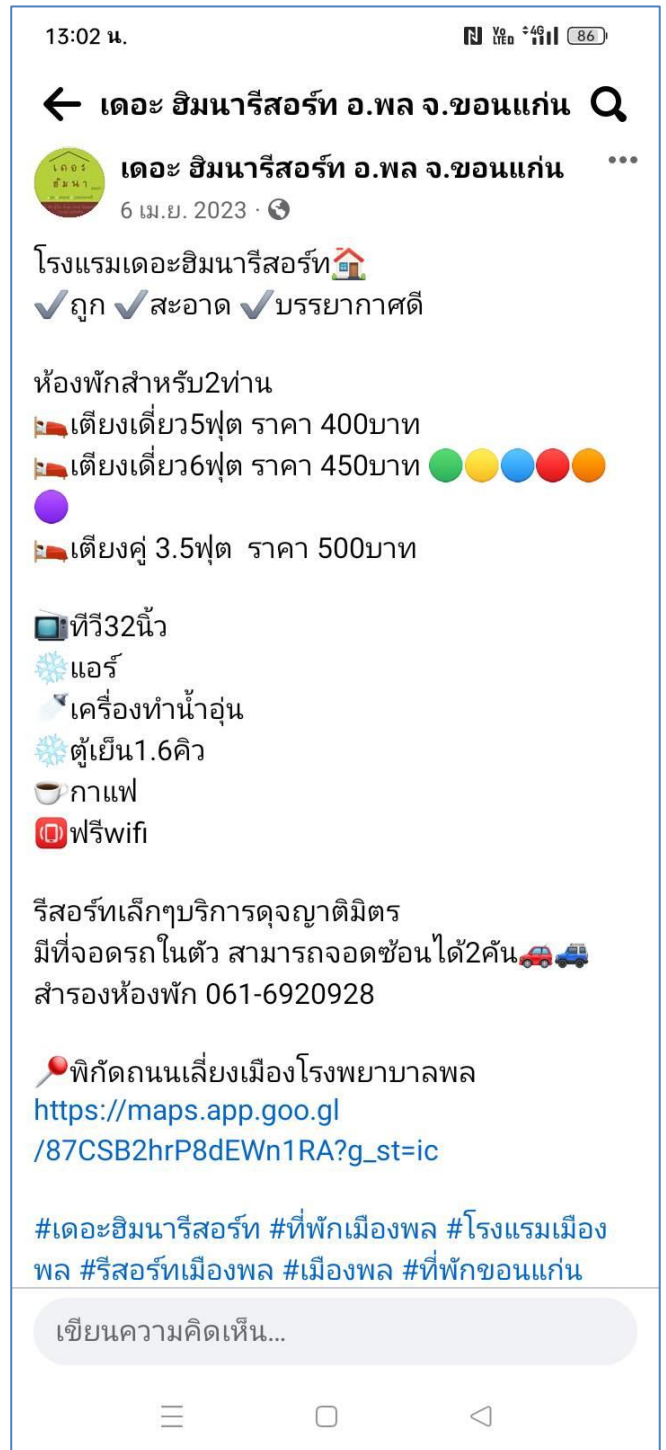 13:02 น.
86
เดอะ ฮิมนารีสอร์ท อ.พล จ.ขอนแก่น
เดอะ ฮิมนารีสอร์ท อ.พล จ.ขอนแก่น
6 เม.ย. 2023
โรงแรมเดอะฮิมนารีสอร์ท🏠
✔️ถูก ✔️สะอาด ✔️บรรยากาศดี
ห้องพักสำหรับ2ท่าน
🛌เตียงเดี่ยว5ฟุต ราคา 400บาท
🛌เตียงเดี่ยว6ฟุต ราคา 450บาท 🟢🟡🔵🔴🟠
🟣
🛌เตียงคู่ 3.5ฟุต ราคา 500บาท
📺ทีวี32นิ้ว
❄️แอร์
🚿เครื่องทำน้ำอุ่น
❄️ตู้เย็น1.6คิว
☕กาแฟ
📳ฟรีwifi
รีสอร์ทเล็กๆบริการดุจญาติมิตร
มีที่จอดรถในตัว สามารถจอดซ้อนได้2คัน🚗🚙
สำรองห้องพัก 061-6920928
📍พิกัดถนนเลี่ยงเมืองโรงพยาบาลพล
https://maps.app.goo.gl
/87CSB2hrP8dEWn1RA?g_st=ic
#เดอะฮิมนารีสอร์ท #ที่พักเมืองพล #โรงแรมเมือง
พล #รีสอร์ทเมืองพล #เมืองพล #ที่พักขอนแก่น
เขียนความคิดเห็น...